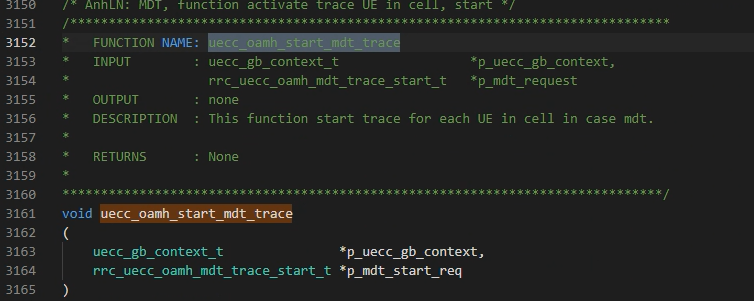 3150 /* AnhLN: MDT, function activate trace UE in cell, start */
3151 /******************************************************************************
3152 *   FUNCTION NAME: uecc_oamh_start_mdt_trace
3153 *   INPUT        : uecc_gb_context_t                 *p_uecc_gb_context,
3154 *                  rrc_uecc_oamh_mdt_trace_start_t   *p_mdt_request
3155 *   OUTPUT       : none
3156 *   DESCRIPTION  : This function start trace for each UE in cell in case mdt.
3157 *
3158 *   RETURNS      : None
3159 *
3160 ******************************************************************************/
3161 void uecc_oamh_start_mdt_trace
3162 (
3163     uecc_gb_context_t               *p_uecc_gb_context,
3164     rrc_uecc_oamh_mdt_trace_start_t *p_mdt_start_req
3165 )